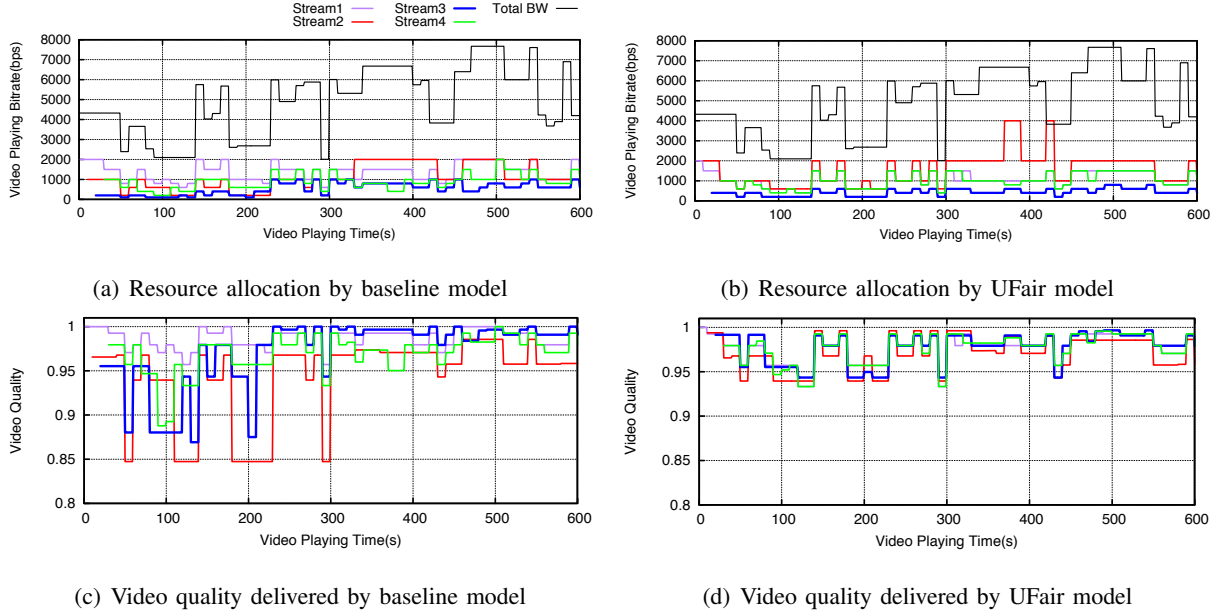 Stream1 Stream3 Total BW
Stream2 Stream4
Video Playing Bitrate(bps)
8000
7000
6000
5000
4000
3000
2000
1000
0
0 100 200 300 400 500 600
Video Playing Time(s)
(a) Resource allocation by baseline model
Video Playing Bitrate(bps)
8000
7000
6000
5000
4000
3000
2000
1000
0
0 100 200 300 400 500 600
Video Playing Time(s)
(b) Resource allocation by UFair model
Video Quality
1
0.95
0.9
0.85
0.8
0 100 200 300 400 500 600
Video Playing Time(s)
(c) Video quality delivered by baseline model
Video Quality
1
0.95
0.9
0.85
0.8
0 100 200 300 400 500 600
Video Playing Time(s)
(d) Video quality delivered by UFair model